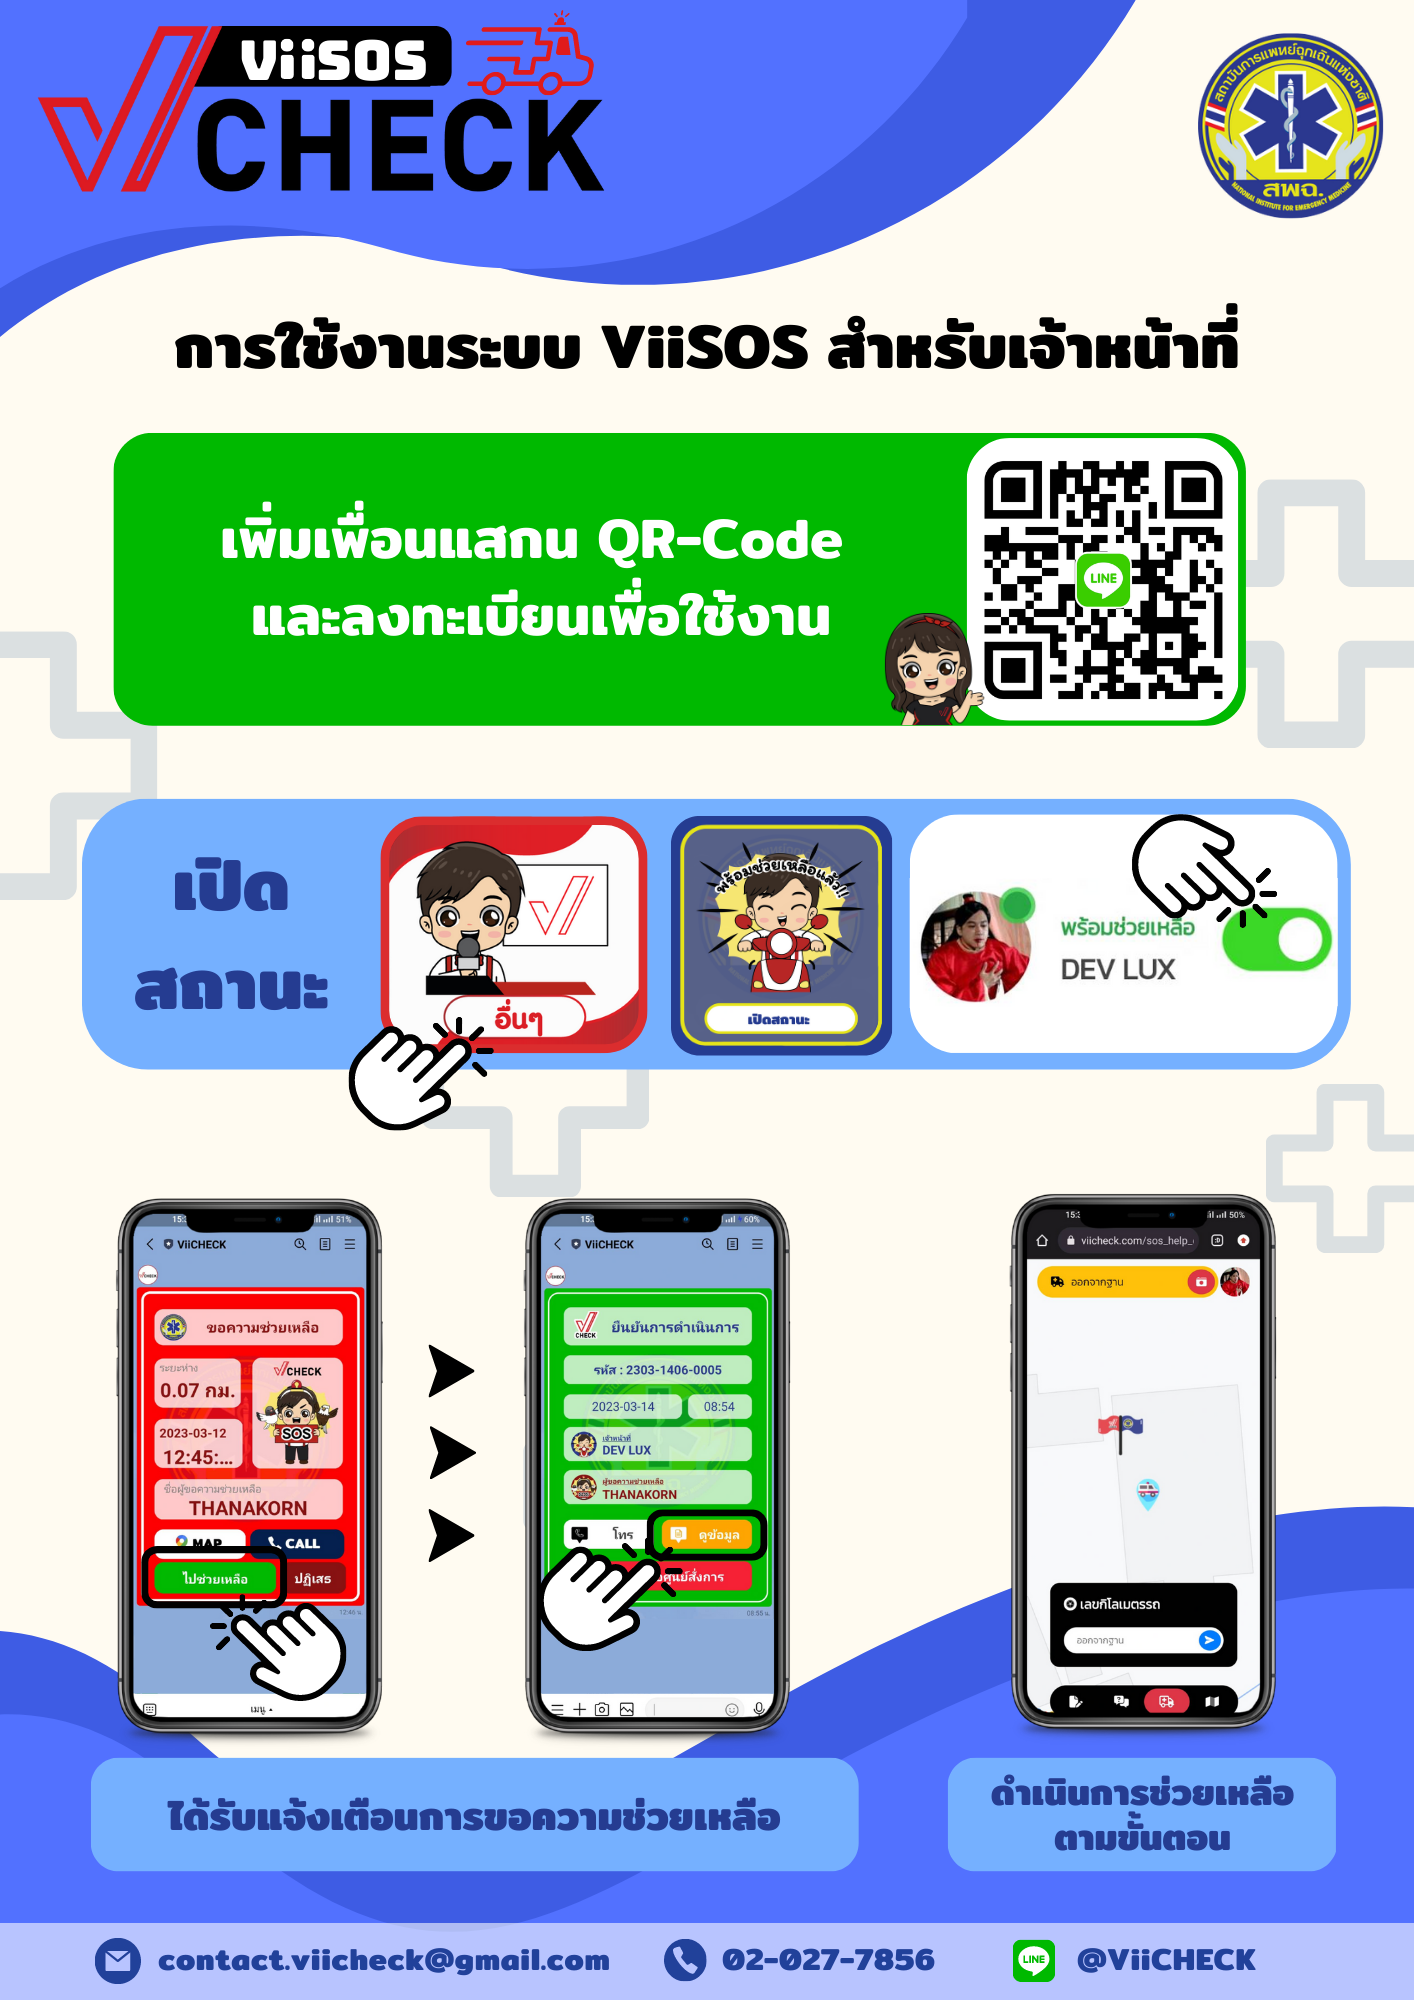 ViiSOS
CHECK
สถาบันการแพทย์ฉุกเฉินแห่งชาติ
สพฉ.
NATIONAL INSTITUTE FOR EMERGENCY MEDICINE
การใช้งานระบบ ViiSOS สำหรับเจ้าหน้าที่
เพิ่มเพื่อนแสกน QR-Code
และลงทะเบียนเพื่อใช้งาน
LINE
เปิด
สถานะ
อื่นๆ
พร้อมช่วยเหลือแล้ว!!
เปิดสถานะ
พร้อมช่วยเหลือ
DEV LUX
51%
ViiCHECK
ขอความช่วยเหลือ
ระยะห่าง
0.07 กม.
CHECK
SOS
2023-03-12
12:45:...
ชื่อผู้ขอความช่วยเหลือ
THANAKORN
MAP
CALL
ไปช่วยเหลือ
ปฏิเสธ
12:46 น.
เมนู
60%
ViiCHECK
CHECK
ยืนยันการดำเนินการ
รหัส : 2303-1406-0005
2023-03-14
08:54
เจ้าหน้าที่
DEV LUX
ผู้ขอความช่วยเหลือ
THANAKORN
โทร
ดูข้อมูล
ศูนย์สั่งการ
08:55 น.
50%
viicheck.com/sos_help_
ออกจากฐาน
เลขกิโลเมตรรถ
ออกจากฐาน
ได้รับแจ้งเตือนการขอความช่วยเหลือ
ดำเนินการช่วยเหลือ
ตามขั้นตอน
contact.viicheck@gmail.com
02-027-7856
LINE
@ViiCHECK